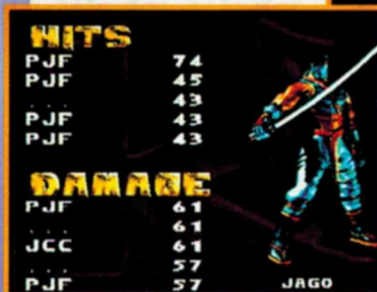 HITS
PJF 74
PJF 45
... 43
PJF 43
PJF 43
DAMAGE
PJF 61
... 61
JCC 61
... 57
PJF 57
JAGO